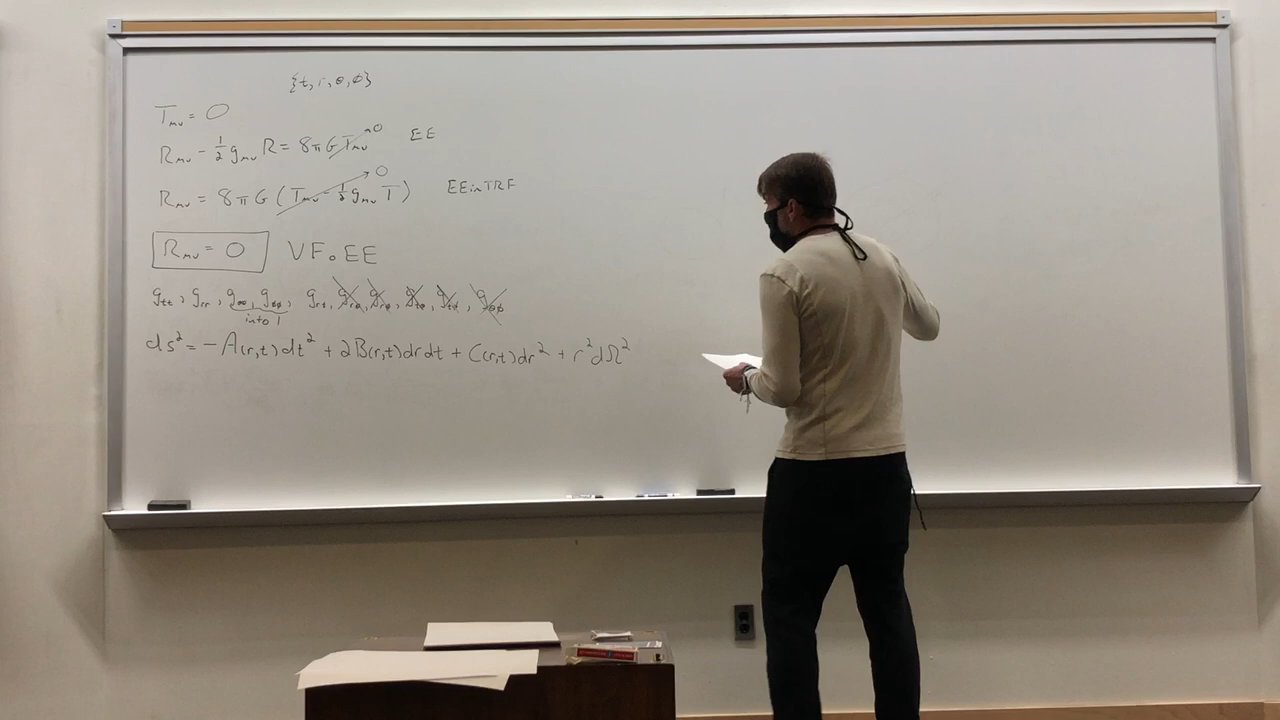 {t, r, θ, ϕ}
Tμν = 0
Rμν - 1/2 gμν R = 8πG Tμν → 0 EE
Rμν = 8πG (Tμν - 1/2 gμν T) → 0 EE in TRF
Rμν = 0 VF o EE
gtt, grr, gθθ, gϕϕ, grt, grθ, grϕ, gtθ, gtϕ, gθϕ
into 1
ds² = -A(r,t)dt² + 2B(r,t)drdt + C(r,t)dr² + r²dΩ²